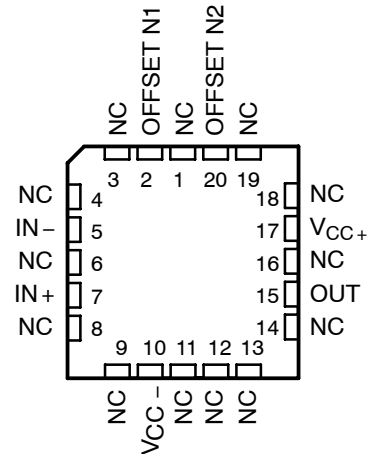 NC
OFFSET N1
NC
OFFSET N2
NC
3 2 1 20 19
NC 4
IN− 5
NC 6
IN+ 7
NC 8
18 NC
17 VCC+
16 NC
15 OUT
14 NC
9 10 11 12 13
NC
VCC−
NC
NC
NC